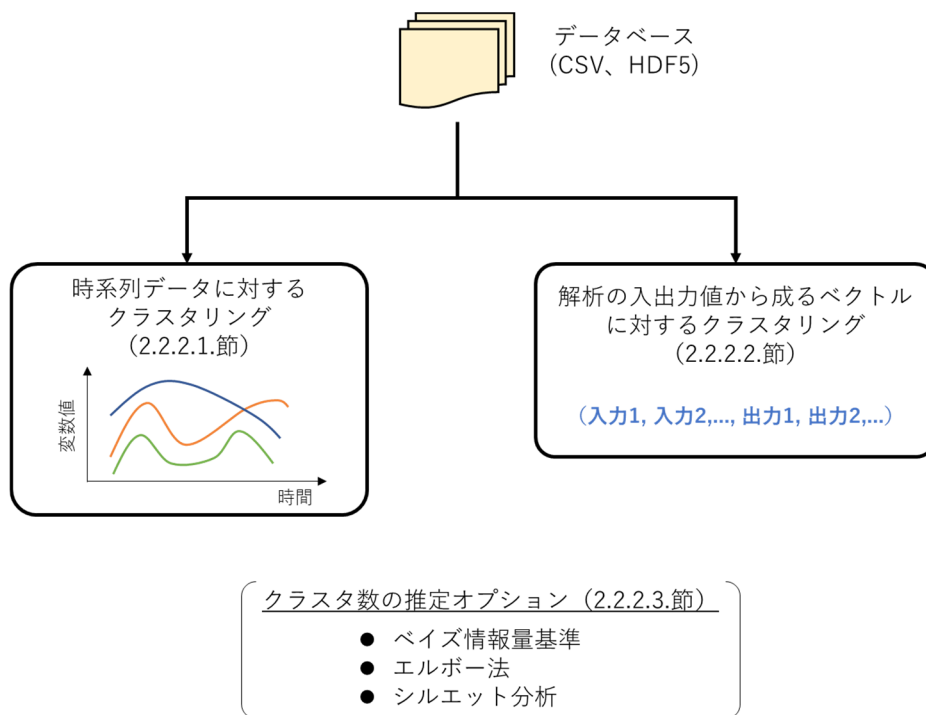 データベース
(CSV、HDF5)
時系列データに対する
クラスタリング
(2.2.2.1.節)
変数値
時間
解析の入出力値から成るベクトル
に対するクラスタリング
(2.2.2.2.節)
(入力1, 入力2,..., 出力1, 出力2,...)
クラスタ数の推定オプション（2.2.2.3.節）
● ベイズ情報量基準
● エルボー法
● シルエット分析